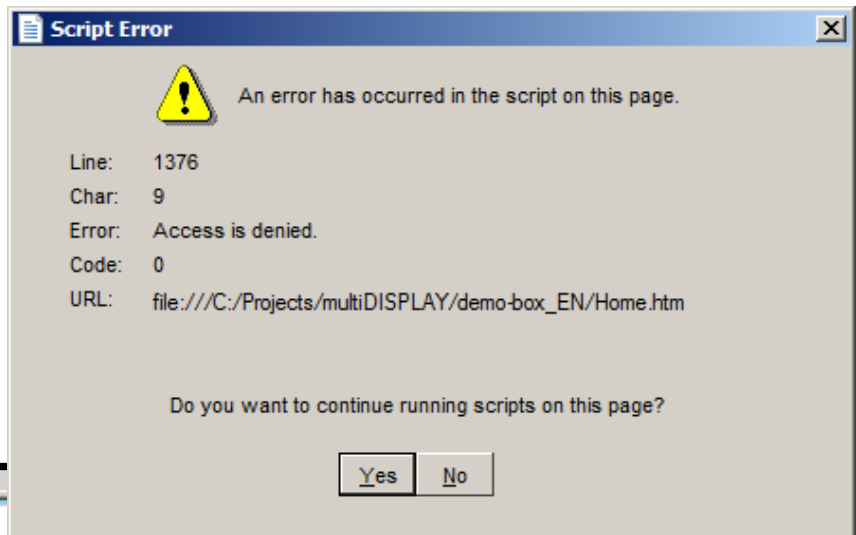 Script Error
An error has occurred in the script on this page.
Line: 1376
Char: 9
Error: Access is denied.
Code: 0
URL: file:///C:/Projects/multiDISPLAY/demo-box_EN/Home.htm
Do you want to continue running scripts on this page?
Yes No